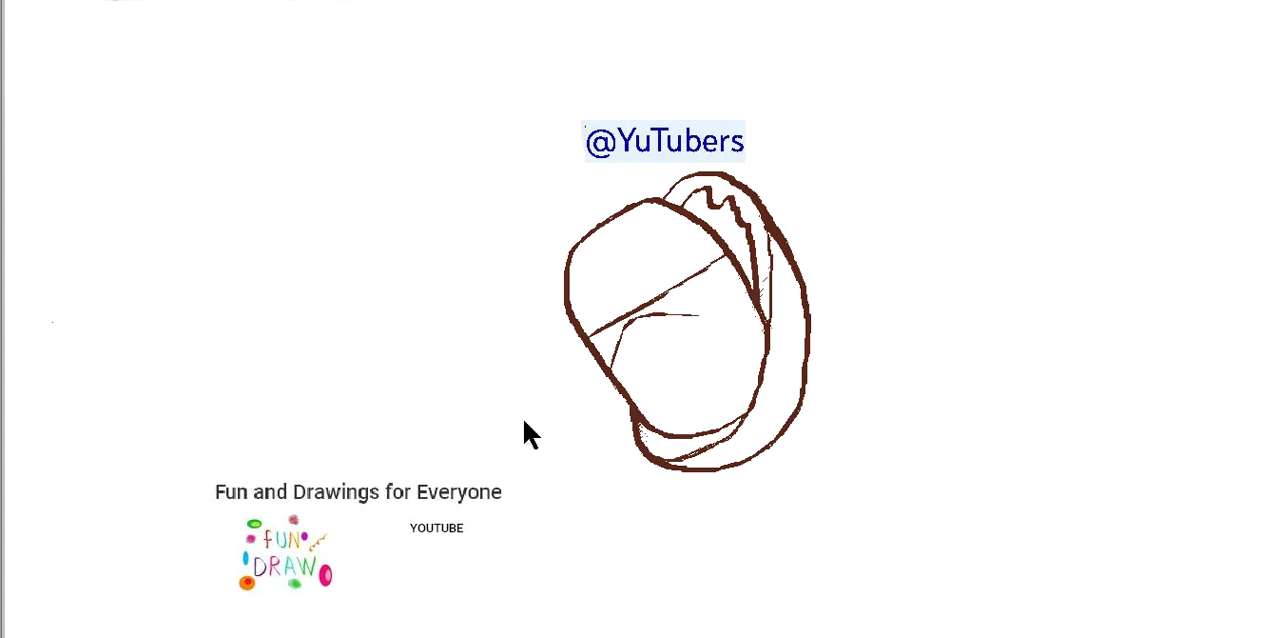 @YuTubers
Fun and Drawings for Everyone
YOUTUBE
FUN
DRAW